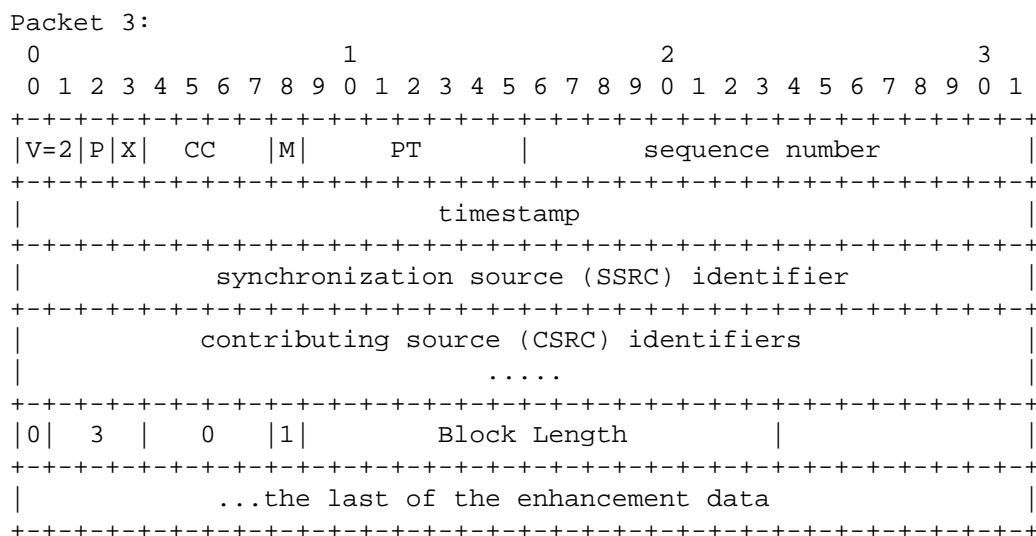 Packet 3:
 0                   1                   2                   3
 0 1 2 3 4 5 6 7 8 9 0 1 2 3 4 5 6 7 8 9 0 1 2 3 4 5 6 7 8 9 0 1
+-+-+-+-+-+-+-+-+-+-+-+-+-+-+-+-+-+-+-+-+-+-+-+-+-+-+-+-+-+-+-+-+
|V=2|P|X|  CC   |M|     PT      |       sequence number         |
+-+-+-+-+-+-+-+-+-+-+-+-+-+-+-+-+-+-+-+-+-+-+-+-+-+-+-+-+-+-+-+-+
|                          timestamp                            |
+-+-+-+-+-+-+-+-+-+-+-+-+-+-+-+-+-+-+-+-+-+-+-+-+-+-+-+-+-+-+-+-+
|            synchronization source (SSRC) identifier           |
+-+-+-+-+-+-+-+-+-+-+-+-+-+-+-+-+-+-+-+-+-+-+-+-+-+-+-+-+-+-+-+-+
|           contributing source (CSRC) identifiers              |
|                             .....                             |
+-+-+-+-+-+-+-+-+-+-+-+-+-+-+-+-+-+-+-+-+-+-+-+-+-+-+-+-+-+-+-+-+
|0|  3  |   0   |1|        Block Length         |               |
+-+-+-+-+-+-+-+-+-+-+-+-+-+-+-+-+-+-+-+-+-+-+-+-+-+-+-+-+-+-+-+-+
|            ...the last of the enhancement data                |
+-+-+-+-+-+-+-+-+-+-+-+-+-+-+-+-+-+-+-+-+-+-+-+-+-+-+-+-+-+-+-+-+